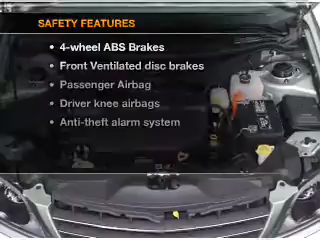 SAFETY FEATURES
• 4-wheel ABS Brakes
• Front Ventilated disc brakes
• Passenger Airbag
• Driver knee airbags
• Anti-theft alarm system